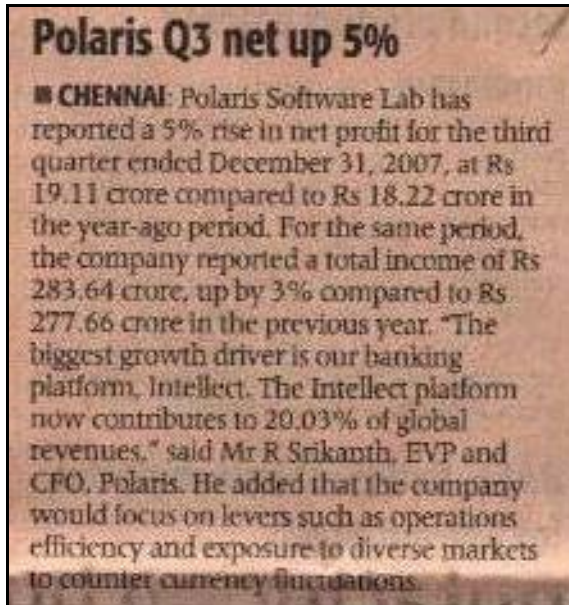 Polaris Q3 net up 5%
■ CHENNAI: Polaris Software Lab has
reported a 5% rise in net profit for the third
quarter ended December 31, 2007, at Rs
19.11 crore compared to Rs 18.22 crore in
the year-ago period. For the same period,
the company reported a total income of Rs
283.64 crore, up by 3% compared to Rs
277.66 crore in the previous year. "The
biggest growth driver is our banking
platform, Intellect. The Intellect platform
now contributes to 20.03% of global
revenues," said Mr R Srikanth, EVP and
CFO, Polaris. He added that the company
would focus on levers such as operations
efficiency and exposure to diverse markets
to counter currency fluctuations.